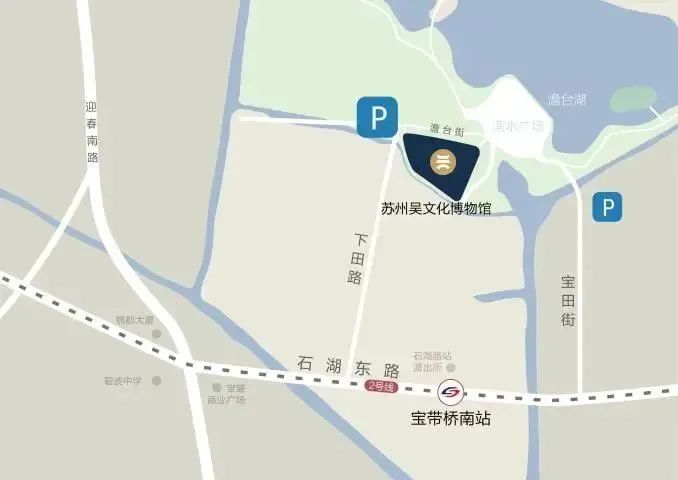 澹台湖
P
滨水广场
澹台街
迎春南路
苏州吴文化博物馆
P
下田路
宝田街
石湖东路
石湖路站
派出所
2号线
碧波中学
宝盛
商业广场
宝带桥南站